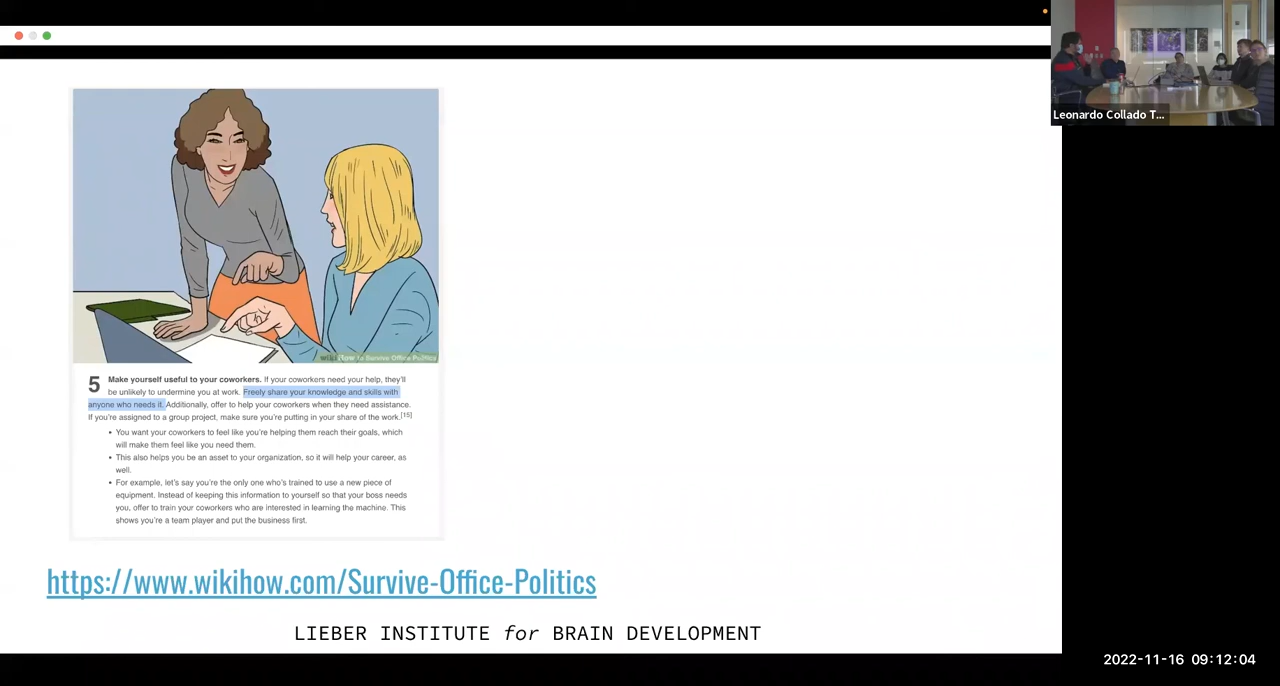 Leonardo Collado T...
wikiHow to Survive Office Politics
5 Make yourself useful to your coworkers. If your coworkers need your help, they'll
be unlikely to undermine you at work. Freely share your knowledge and skills with
anyone who needs it. Additionally, offer to help your coworkers when they need assistance.
If you're assigned to a group project, make sure you're putting in your share of the work.[15]
• You want your coworkers to feel like you're helping them reach their goals, which
will make them feel like you need them.
• This also helps you be an asset to your organization, so it will help your career, as
well.
• For example, let's say you're the only one who's trained to use a new piece of
equipment. Instead of keeping this information to yourself so that your boss needs
you, offer to train your coworkers who are interested in learning the machine. This
shows you're a team player and put the business first.
https://www.wikihow.com/Survive-Office-Politics
LIEBER INSTITUTE for BRAIN DEVELOPMENT
2022-11-16 09:12:04